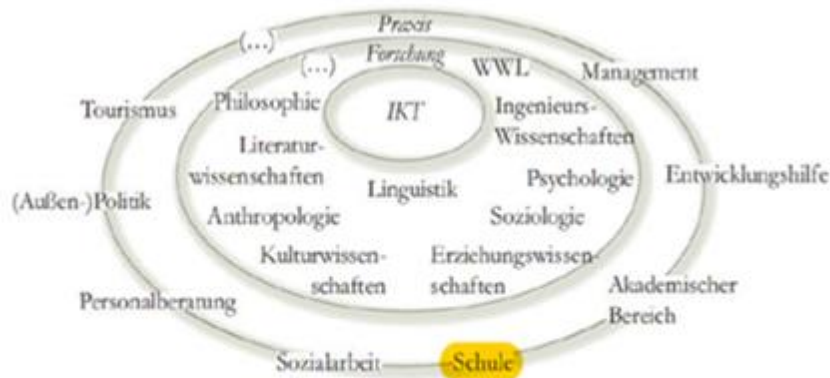 Praxis
(...)
Forschung
(...)
WWL
Management
Tourismus
Philosophie
IKT
Ingenieurs-
Wissenschaften
Literatur-
wissenschaften
Linguistik
Psychologie
Entwicklungshilfe
(Außen-)Politik
Anthropologie
Soziologie
Kulturwissen-
schaften
Erziehungswissen-
schaften
Personalberatung
Akademischer
Bereich
Sozialarbeit
Schule